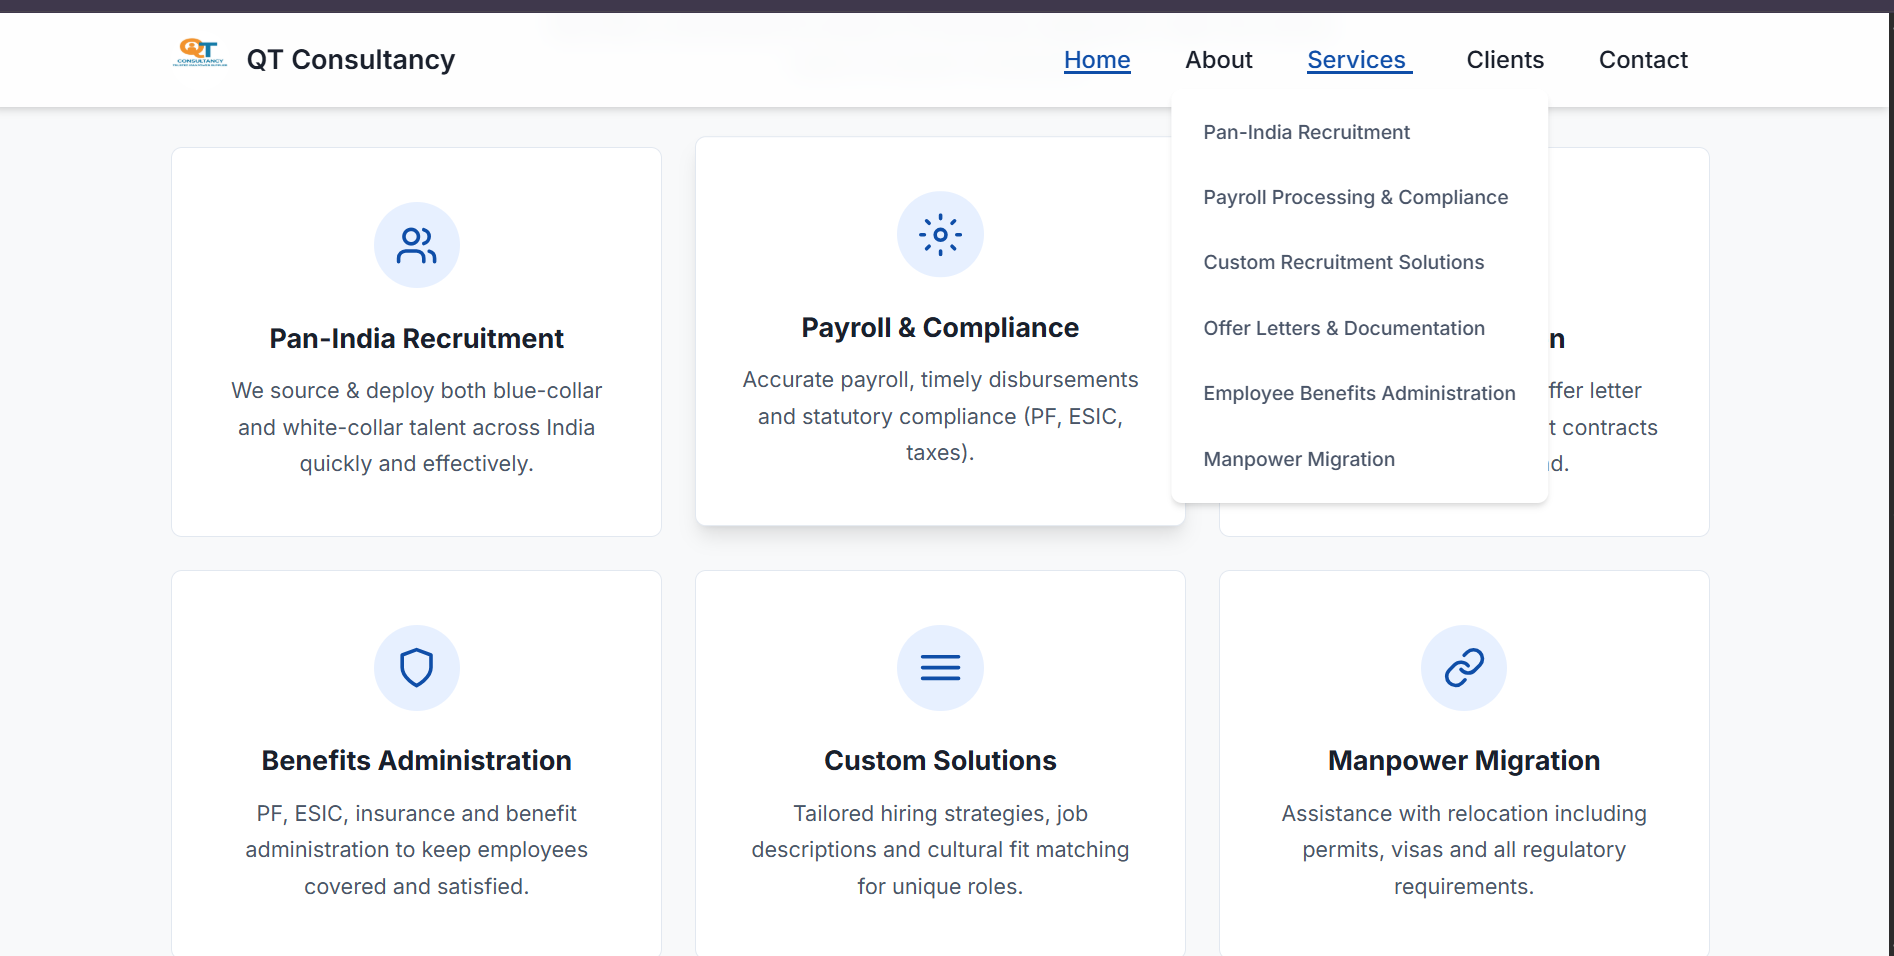 QT
CONSULTANCY
QT Consultancy
Home
About
Services
Clients
Contact
Pan-India Recruitment
Payroll Processing & Compliance
Custom Recruitment Solutions
Offer Letters & Documentation
Employee Benefits Administration
Manpower Migration
Pan-India Recruitment
We source & deploy both blue-collar
and white-collar talent across India
quickly and effectively.
Payroll & Compliance
Accurate payroll, timely disbursements
and statutory compliance (PF, ESIC,
taxes).
letter
contracts
Benefits Administration
PF, ESIC, insurance and benefit
administration to keep employees
covered and satisfied.
Custom Solutions
Tailored hiring strategies, job
descriptions and cultural fit matching
for unique roles.
Manpower Migration
Assistance with relocation including
permits, visas and all regulatory
requirements.